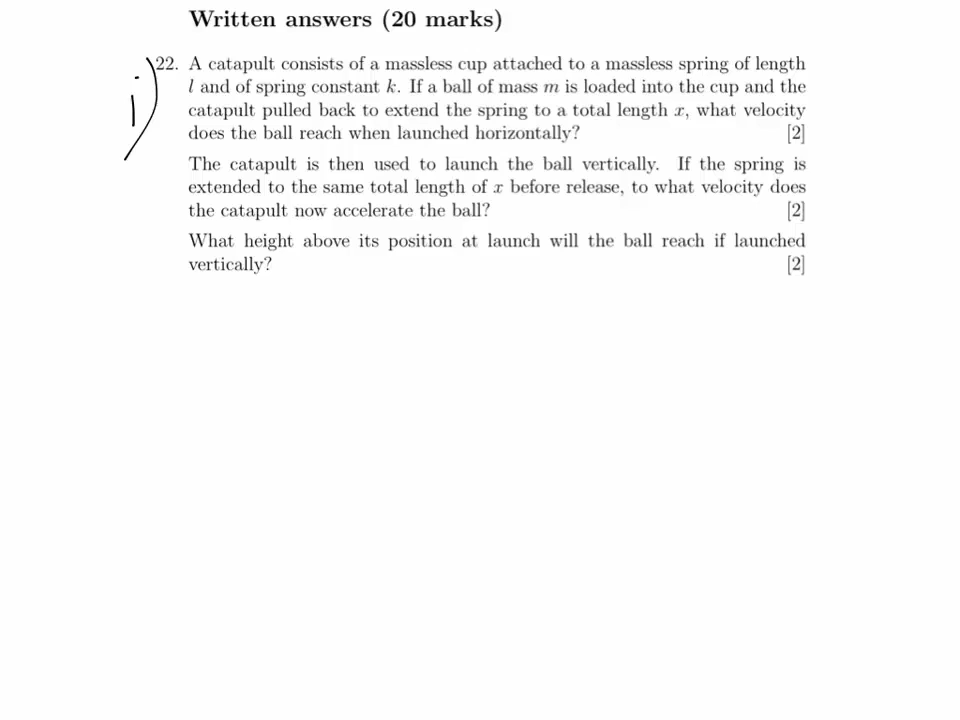 Written answers (20 marks)
i)
22. A catapult consists of a massless cup attached to a massless spring of length
l and of spring constant k. If a ball of mass m is loaded into the cup and the
catapult pulled back to extend the spring to a total length x, what velocity
does the ball reach when launched horizontally? [2]
The catapult is then used to launch the ball vertically. If the spring is
extended to the same total length of x before release, to what velocity does
the catapult now accelerate the ball? [2]
What height above its position at launch will the ball reach if launched
vertically? [2]